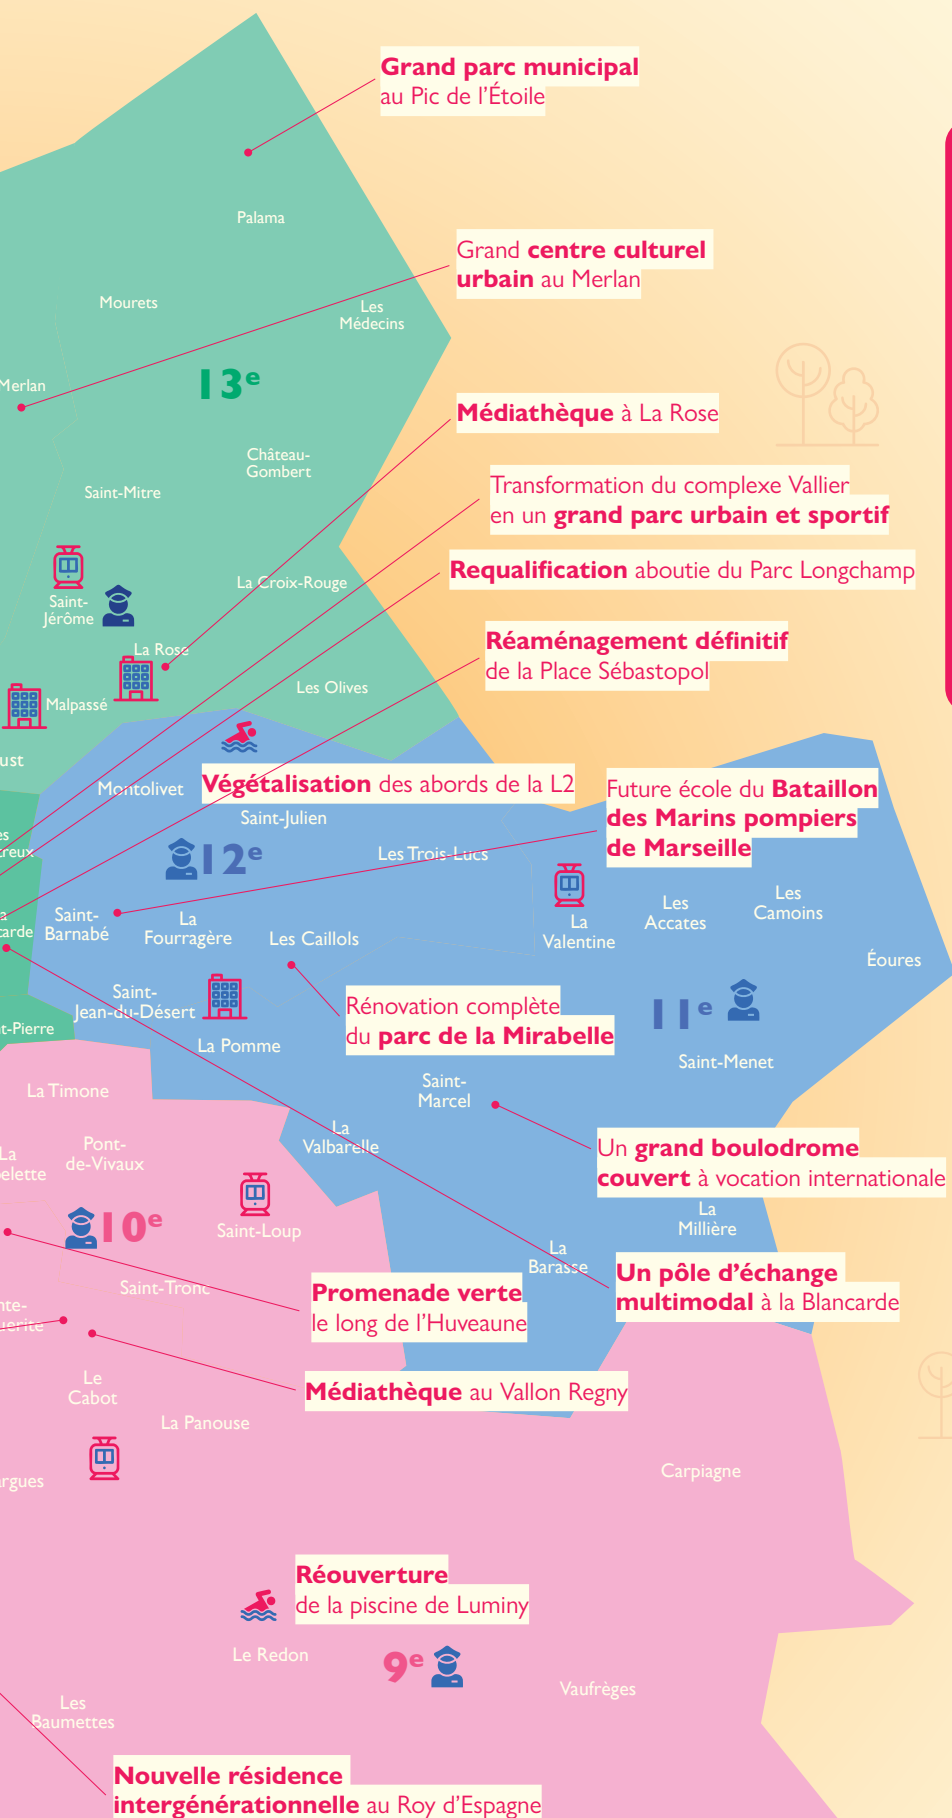 Grand parc municipal
au Pic de l'Étoile
Palama
Grand centre culturel
urbain au Merlan
Mourets
Les
Médecins
Merlan
13e
Médiathèque à La Rose
Château-
Gombert
Saint-Mitre
Transformation du complexe Vallier
en un grand parc urbain et sportif
Requalification aboutie du Parc Longchamp
La Croix-Rouge
Saint-
Jérôme
Réaménagement définitif
de la Place Sébastopol
La Rose
Les Olives
Malpassé
Montolivet
Végétalisation des abords de la L2
Saint-Julien
Future école du Bataillon
des Marins pompiers
de Marseille
12e
Les Trois-Lucs
Saint-
Barnabé
La
Fourragère
Les Caillols
La
Valentine
Les
Accates
Les
Camoins
Éoures
Saint-
Jean-du-Désert
Rénovation complète
du parc de la Mirabelle
11e
La Pomme
Saint-Menet
La Timone
Saint-
Marcel
La
Valbarelle
Un grand boulodrome
couvert à vocation internationale
Pont-
de-Vivaux
10e
Saint-Loup
La
Millière
La
Barasse
Un pôle d'échange
multimodal à la Blancarde
Saint-Tronc
Promenade verte
le long de l'Huveaune
Le
Cabot
Médiathèque au Vallon Regny
La Panouse
Carpiagne
Réouverture
de la piscine de Luminy
Le Redon
9e
Vaufrèges
Les
Baumettes
Nouvelle résidence
intergénérationnelle au Roy d'Espagne